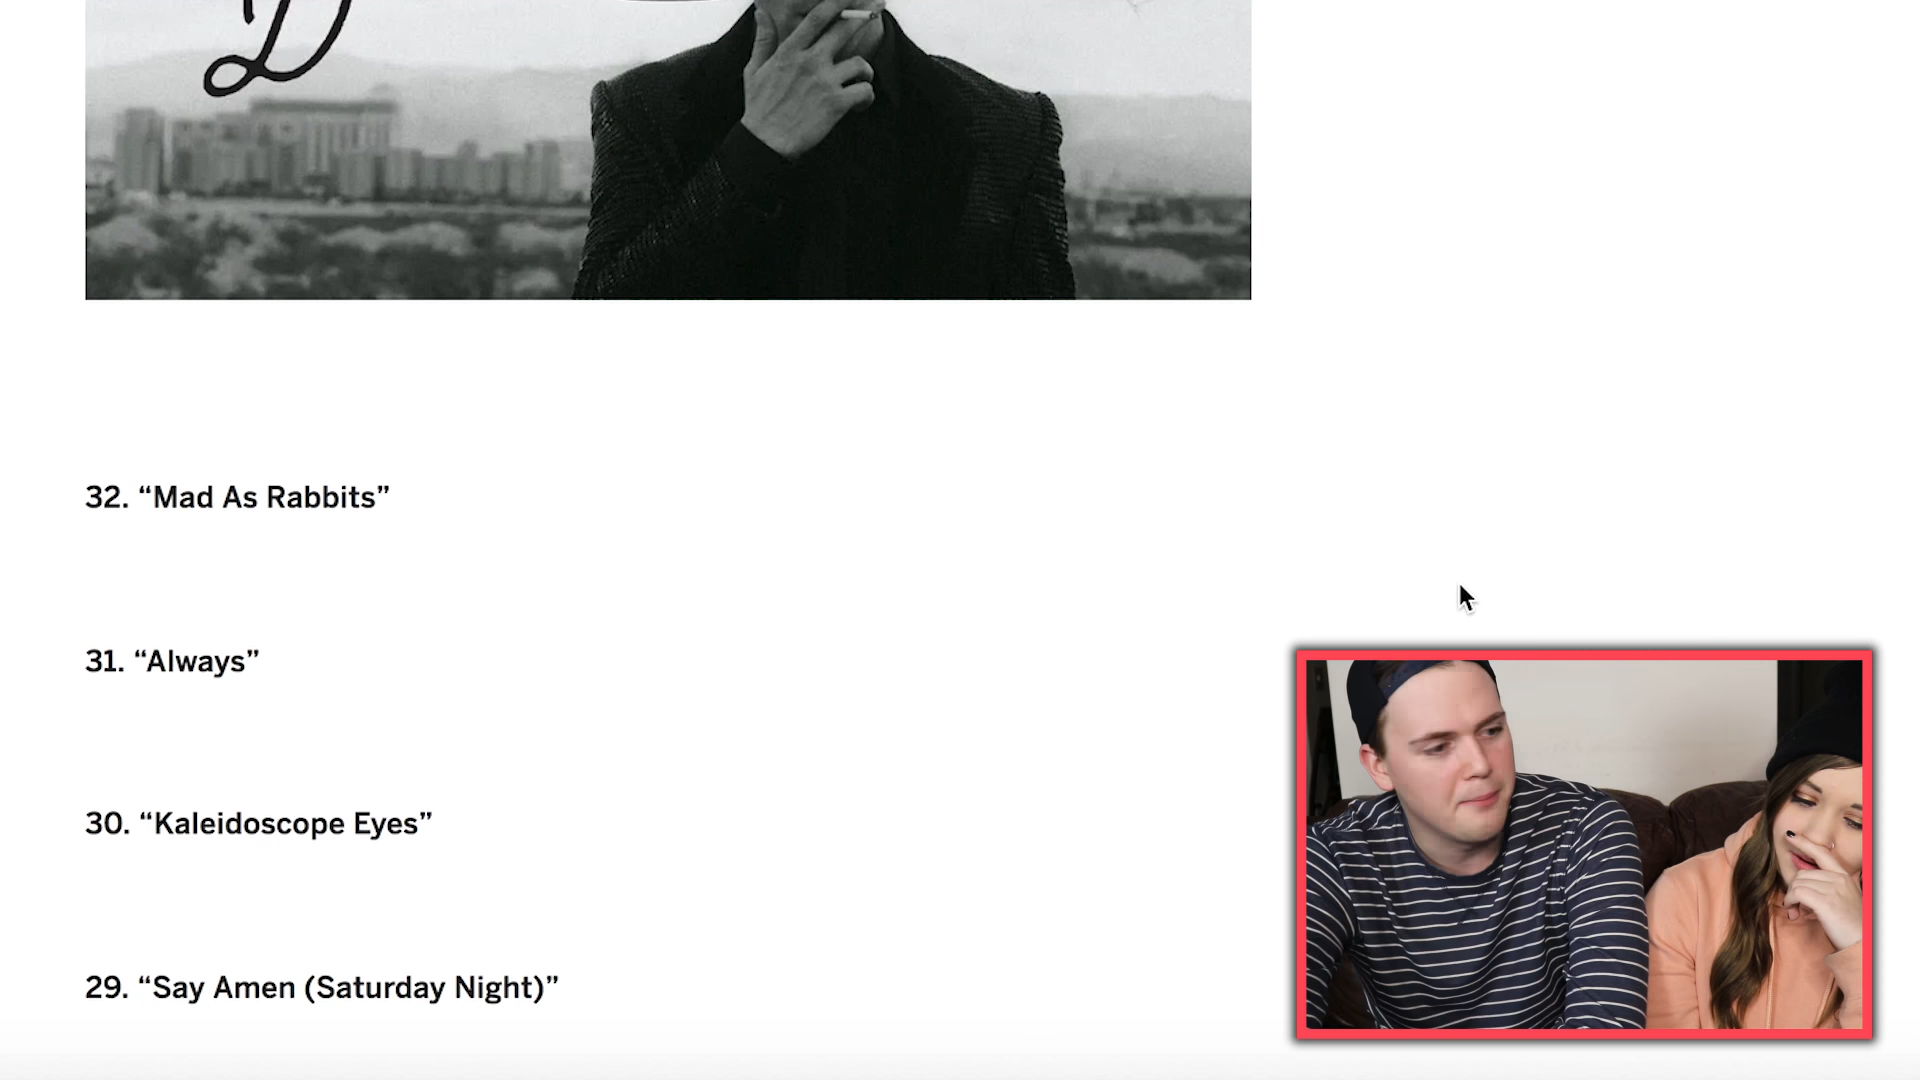 D
32. “Mad As Rabbits”
31. “Always”
30. “Kaleidoscope Eyes”
29. “Say Amen (Saturday Night)”